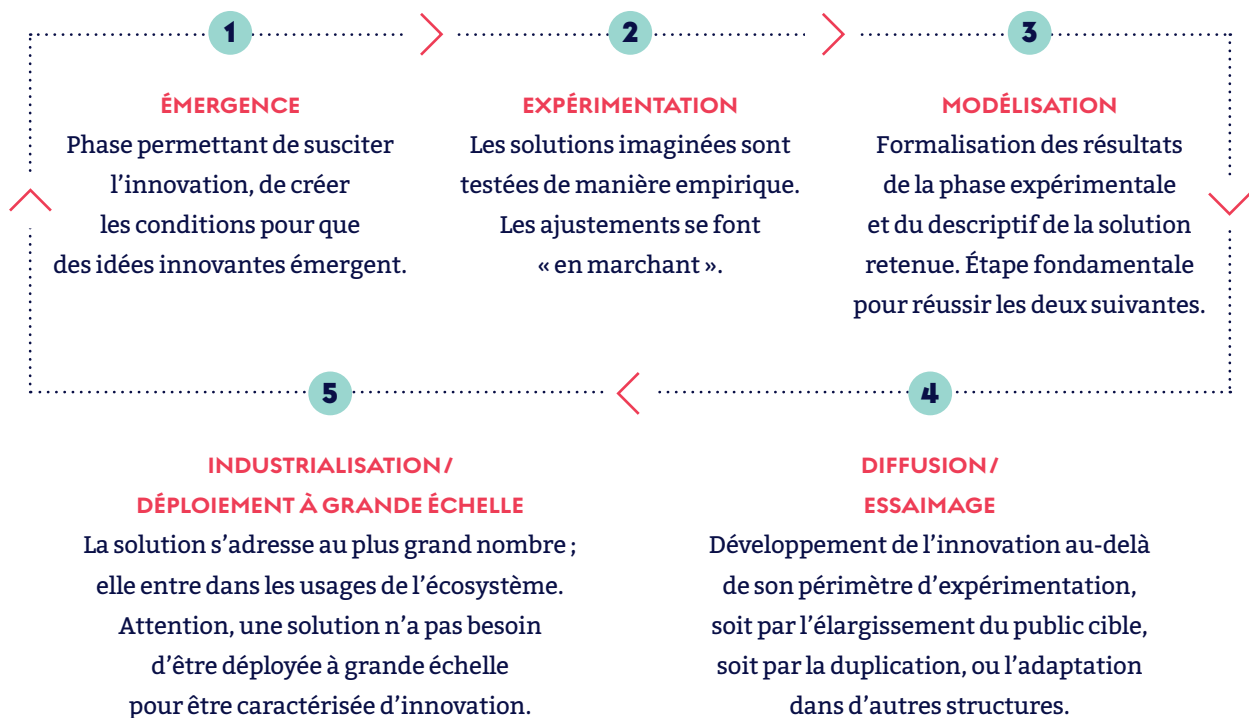 1
ÉMERGENCE
Phase permettant de susciter
l’innovation, de créer
les conditions pour que
des idées innovantes émergent.
2
EXPÉRIMENTATION
Les solutions imaginées sont
testées de manière empirique.
Les ajustements se font
« en marchant ».
3
MODÉLISATION
Formalisation des résultats
de la phase expérimentale
et du descriptif de la solution
retenue. Étape fondamentale
pour réussir les deux suivantes.
4
DIFFUSION/
ESSAIMAGE
Développement de l’innovation au-delà
de son périmètre d’expérimentation,
soit par l’élargissement du public cible,
soit par la duplication, ou l’adaptation
dans d’autres structures.
5
INDUSTRIALISATION/
DÉPLOIEMENT À GRANDE ÉCHELLE
La solution s’adresse au plus grand nombre ;
elle entre dans les usages de l’écosystème.
Attention, une solution n’a pas besoin
d’être déployée à grande échelle
pour être caractérisée d’innovation.